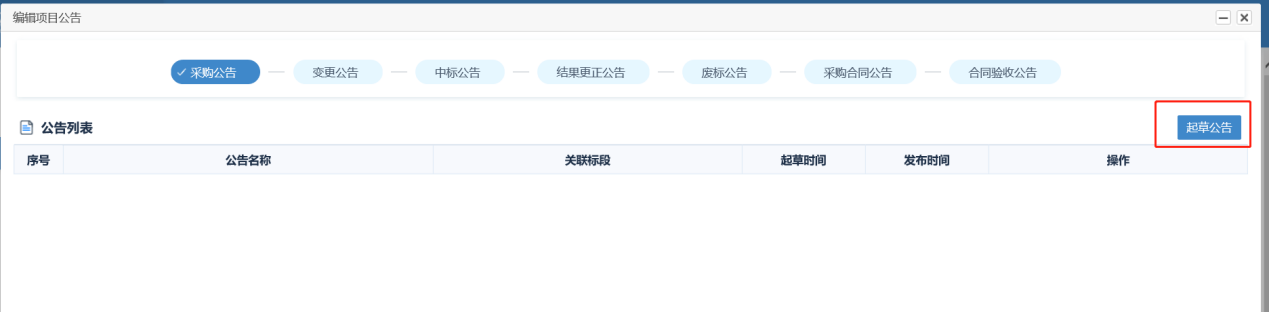 编辑项目公告
采购公告 变更公告 中标公告 结果更正公告 废标公告 采购合同公告 合同验收公告
公告列表 起草公告
序号 公告名称 关联标段 起草时间 发布时间 操作